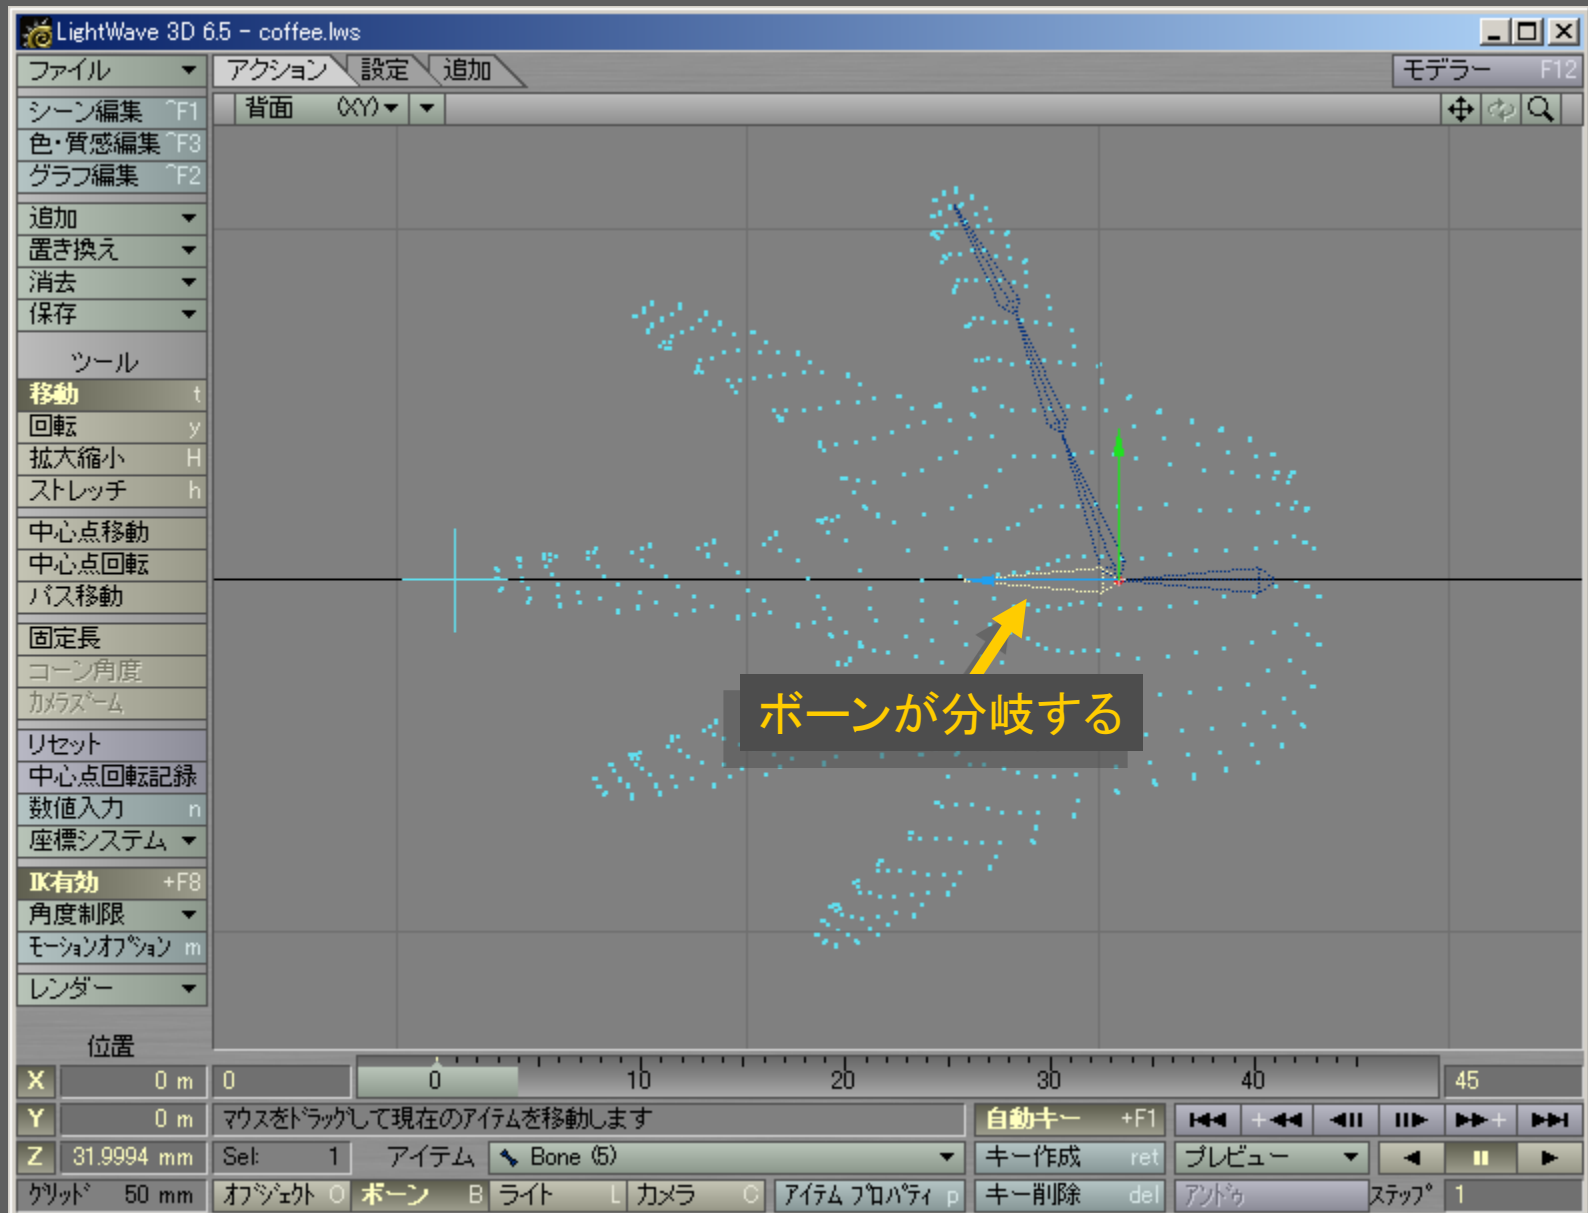 LightWave 3D 6.5 - coffee.lws
ファイル
アクション 設定 追加
モデラー F12
背面 (XY)
シーン編集 ^F1
色・質感編集 ^F3
グラフ編集 ^F2
追加
置き換え
消去
保存
ツール
移動 t
回転 y
拡大縮小 H
ストレッチ h
中心点移動
中心点回転
パス移動
固定長
コーン角度
カメラズーム
リセット
中心点回転記録
数値入力 n
座標システム
IK有効 +F8
角度制限
モーションオプション m
レンダー
ボーンが分岐する
位置
X 0 m 0 0 10 20 30 40 45
Y 0 m マウスをドラッグして現在のアイテムを移動します 自動キー +F1
Z 31.9994 mm Sel: 1 アイテム Bone (5) キー作成 ret プレビュー
グリッド 50 mm オブジェクト O ボーン B ライト L カメラ C アイテム プロパティ p キー削除 del アンドゥ ステップ 1